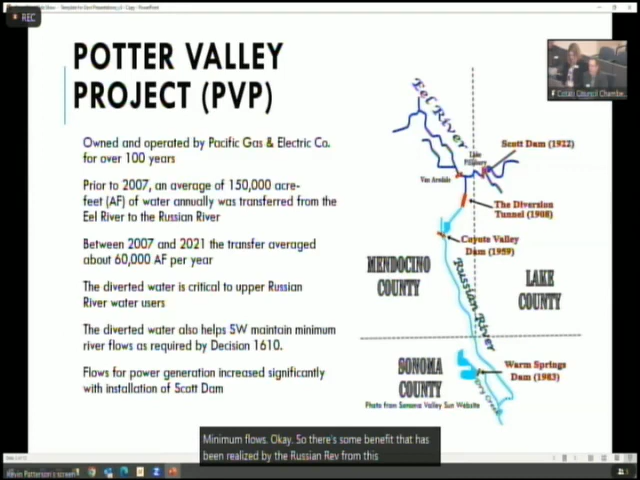 REC
POTTER VALLEY
PROJECT (PVP)
Owned and operated by Pacific Gas & Electric Co.
for over 100 years
Prior to 2007, an average of 150,000 acre-
feet (AF) of water annually was transferred from the
Eel River to the Russian River
Between 2007 and 2021 the transfer averaged
about 60,000 AF per year
The diverted water is critical to upper Russian
River water users
The diverted water also helps SW maintain minimum
river flows as required by Decision 1610.
Flows for power generation increased significantly
with installation of Scott Dam
Eel River
Lake
Pillsbury
Scott Dam (1922)
Van Arsdale
The Diversion
Tunnel (1908)
Coyote Valley
Dam (1959)
MENDOCINO
COUNTY
LAKE
COUNTY
Russian River
SONOMA
COUNTY
Warm Springs
Dam (1983)
Dry Creek
Photo from Sonoma Valley Sun Website
Cotati Council Chambe...
Minimum flows. Okay. So there's some benefit that has
been realized by the Russian Rev from this
Kevin Patterson's screen